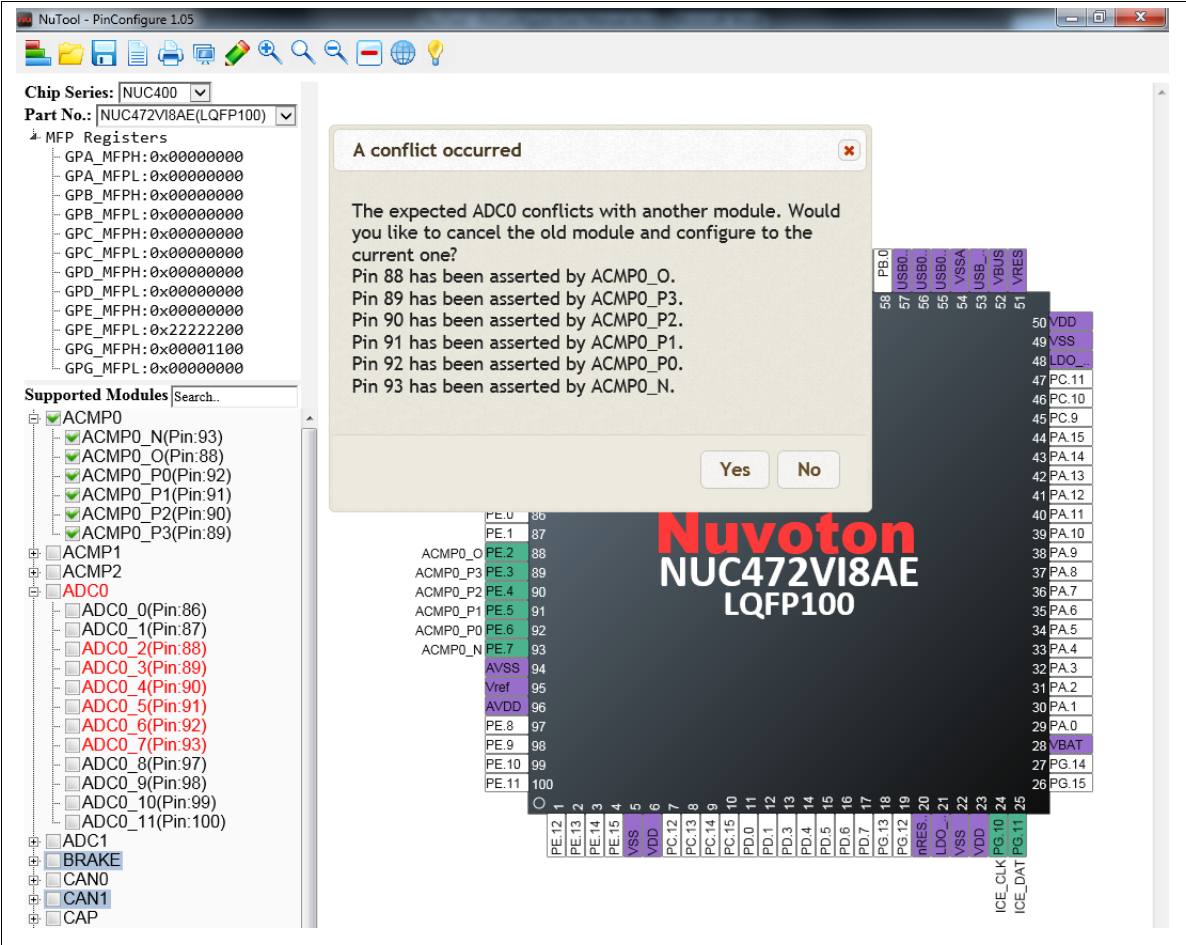 NuTool - PinConfigure 1.05
Chip Series: NUC400
Part No.: NUC472VI8AE(LQFP100)
MFP Registers
GPA_MFPH:0x00000000
GPA_MFPL:0x00000000
GPB_MFPH:0x00000000
GPB_MFPL:0x00000000
GPC_MFPH:0x00000000
GPC_MFPL:0x00000000
GPD_MFPH:0x00000000
GPD_MFPL:0x00000000
GPE_MFPH:0x00000000
GPE_MFPL:0x22222200
GPG_MFPH:0x00001100
GPG_MFPL:0x00000000
Supported Modules Search..
ACMP0
ACMP0_N(Pin:93)
ACMP0_O(Pin:88)
ACMP0_P0(Pin:92)
ACMP0_P1(Pin:91)
ACMP0_P2(Pin:90)
ACMP0_P3(Pin:89)
ACMP1
ACMP2
ADC0
ADC0_0(Pin:86)
ADC0_1(Pin:87)
ADC0_2(Pin:88)
ADC0_3(Pin:89)
ADC0_4(Pin:90)
ADC0_5(Pin:91)
ADC0_6(Pin:92)
ADC0_7(Pin:93)
ADC0_8(Pin:97)
ADC0_9(Pin:98)
ADC0_10(Pin:99)
ADC0_11(Pin:100)
ADC1
BRAKE
CAN0
CAN1
CAP
A conflict occurred
The expected ADC0 conflicts with another module. Would
you like to cancel the old module and configure to the
current one?
Pin 88 has been asserted by ACMP0_O.
Pin 89 has been asserted by ACMP0_P3.
Pin 90 has been asserted by ACMP0_P2.
Pin 91 has been asserted by ACMP0_P1.
Pin 92 has been asserted by ACMP0_P0.
Pin 93 has been asserted by ACMP0_N.
Yes No
PB.0 58
USB0.. 57
USB0.. 56
USB0.. 55
VSSA 54
USB_.. 53
VBUS 52
VRES 51
50 VDD
49 VSS
48 LDO_..
47 PC.11
46 PC.10
45 PC.9
44 PA.15
43 PA.14
42 PA.13
41 PA.12
40 PA.11
39 PA.10
38 PA.9
37 PA.8
36 PA.7
35 PA.6
34 PA.5
33 PA.4
32 PA.3
31 PA.2
30 PA.1
29 PA.0
28 VBAT
27 PG.14
26 PG.15
Nuvoton
NUC472VI8AE
LQFP100
PE.0 86
PE.1 87
ACMP0_O PE.2 88
ACMP0_P3 PE.3 89
ACMP0_P2 PE.4 90
ACMP0_P1 PE.5 91
ACMP0_P0 PE.6 92
ACMP0_N PE.7 93
AVSS 94
Vref 95
AVDD 96
PE.8 97
PE.9 98
PE.10 99
PE.11 100
1 PE.12
2 PE.13
3 PE.14
4 PE.15
5 VSS
6 VDD
7 PC.12
8 PC.13
9 PC.14
10 PC.15
11 PD.0
12 PD.1
13 PD.3
14 PD.4
15 PD.5
16 PD.6
17 PD.7
18 PG.13
19 PG.12
20 nRES..
21 LDO_..
22 VSS
23 VDD
24 PG.10 ICE_CLK
25 PG.11 ICE_DAT